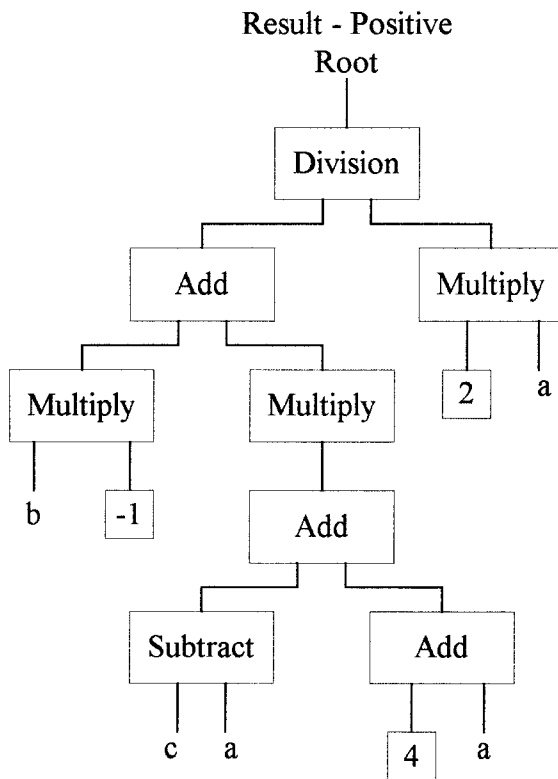 Result - Positive
Root
Division
Add
Multiply
Multiply
Multiply
2
a
b
-1
Add
Subtract
Add
c
a
4
a